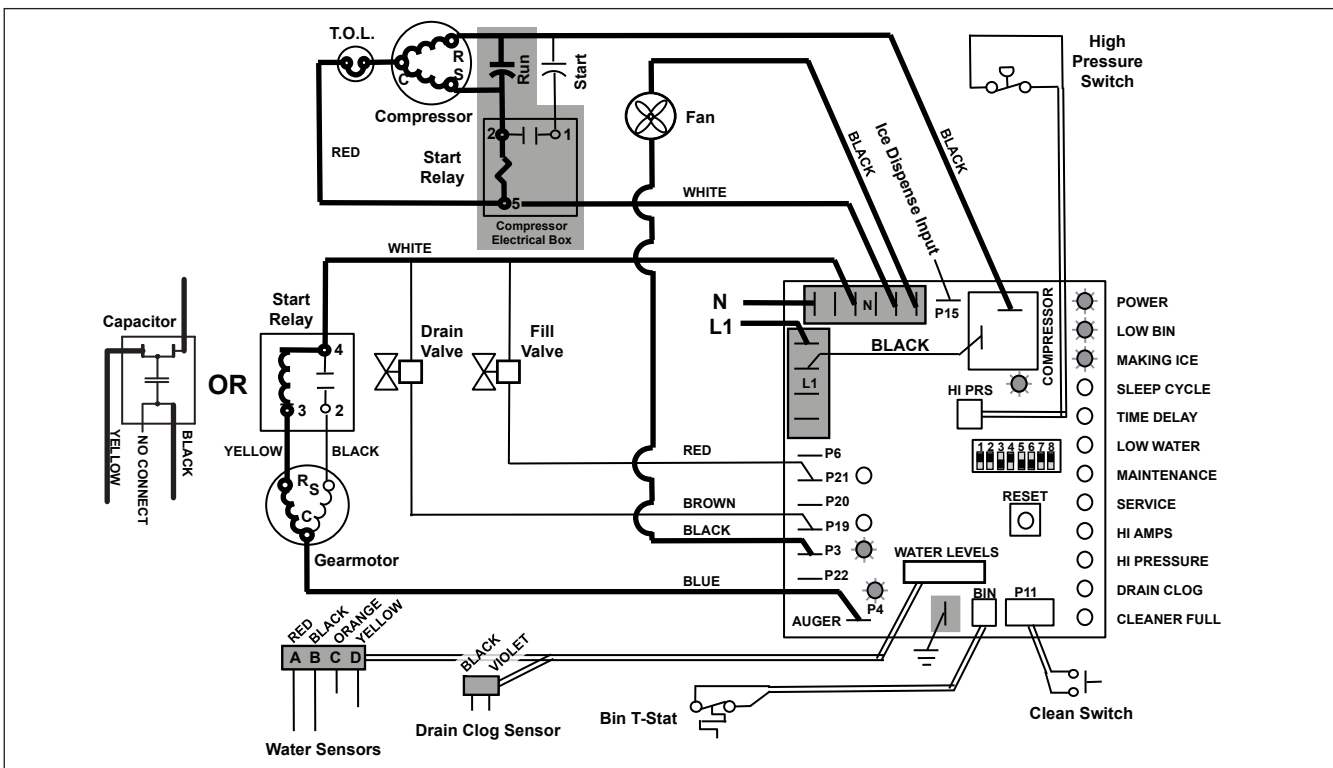 T.O.L.
R
S
C
Compressor
Run
Start
RED
2
1
Start
Relay
5
Compressor
Electrical Box
WHITE
Fan
BLACK
Ice Dispense Input
BLACK
High
Pressure
Switch
WHITE
Capacitor
YELLOW
NO CONNECT
BLACK
OR
Start
Relay
4
3
2
YELLOW
BLACK
R
S
C
Gearmotor
Drain
Valve
Fill
Valve
N
L1
N
P15
L1
BLACK
COMPRESSOR
HI PRS
POWER
LOW BIN
MAKING ICE
SLEEP CYCLE
TIME DELAY
LOW WATER
MAINTENANCE
SERVICE
HI AMPS
HI PRESSURE
DRAIN CLOG
CLEANER FULL
1 2 3 4 5 6 7 8
RESET
P6
RED
P21
P20
BROWN
P19
BLACK
P3
P22
BLUE
P4
AUGER
WATER LEVELS
BIN
P11
RED
BLACK
ORANGE
YELLOW
A B C D
Water Sensors
BLACK
VIOLET
Drain Clog Sensor
Bin T-Stat
Clean Switch